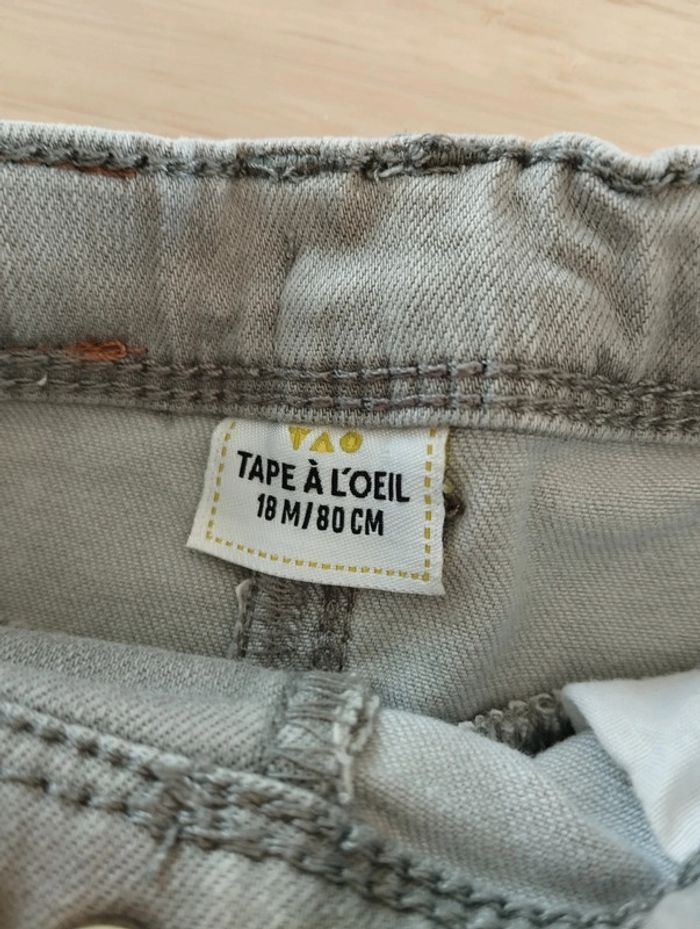 TAO
TAPE À L'OEIL
18 M/80 CM